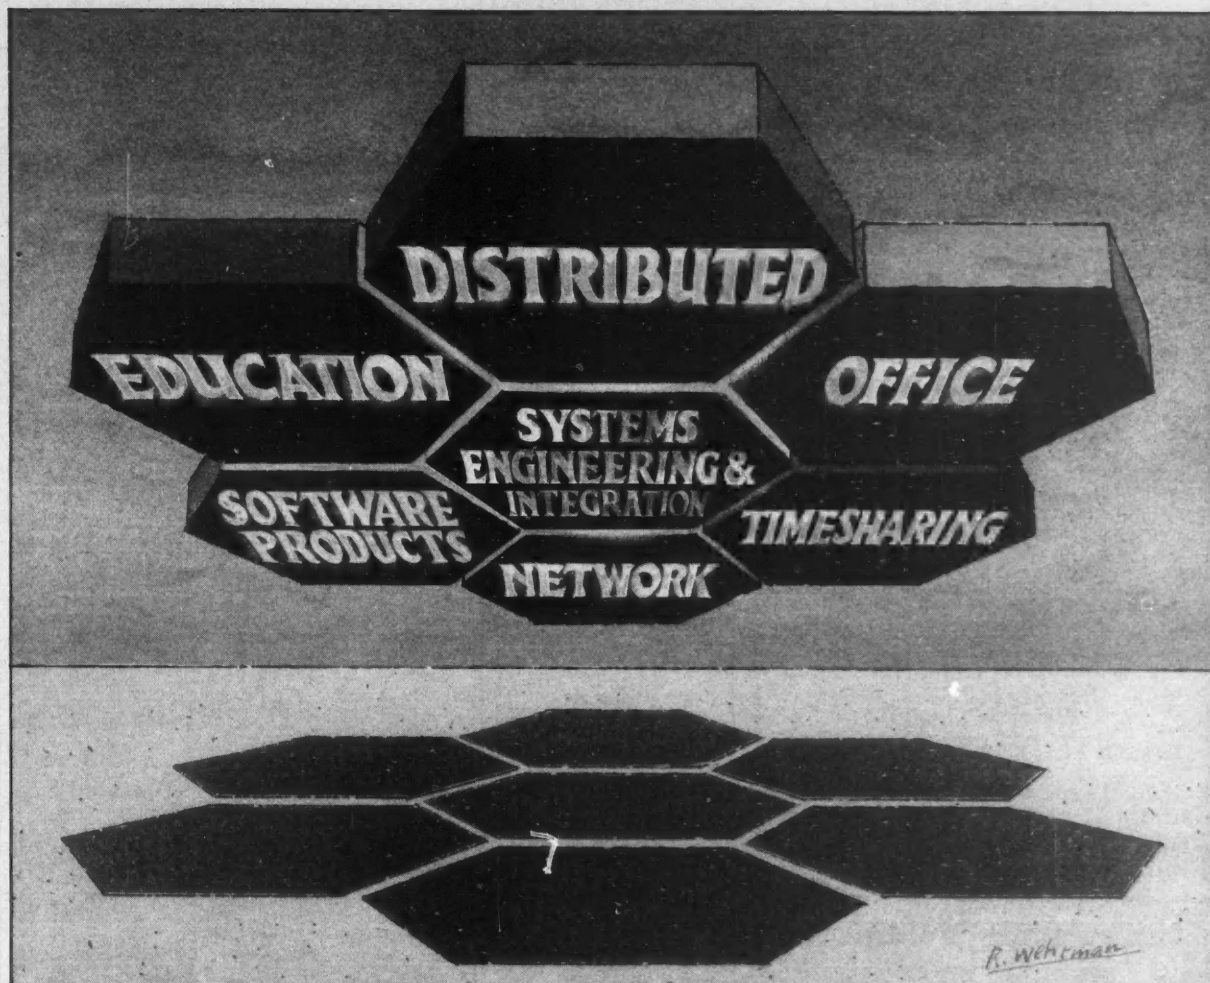 DISTRIBUTED
EDUCATION
OFFICE
SYSTEMS
ENGINEERING &
INTEGRATION
SOFTWARE
PRODUCTS
TIMESHARING
NETWORK
R. Wehrman